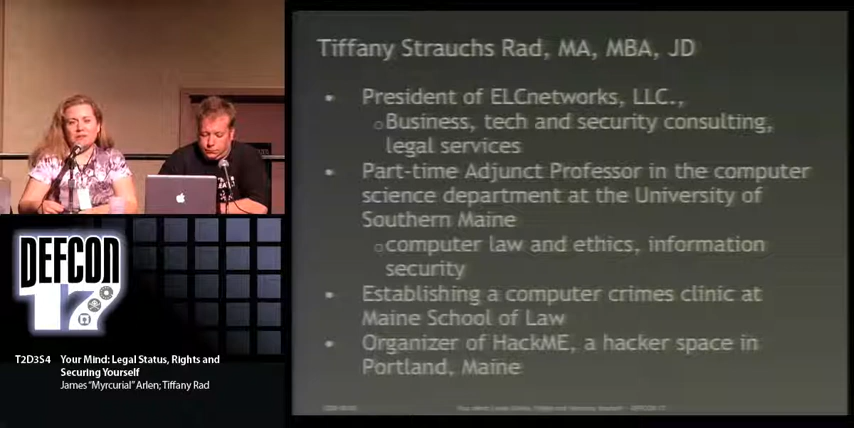 Tiffany Strauchs Rad, MA, MBA, JD
• President of ELCnetworks, LLC.,
○Business, tech and security consulting,
legal services
• Part-time Adjunct Professor in the computer
science department at the University of
Southern Maine
○computer law and ethics, information
security
• Establishing a computer crimes clinic at
Maine School of Law
• Organizer of HackME, a hacker space in
Portland, Maine
DEFCON
17
T2D3S4 Your Mind: Legal Status, Rights and
Securing Yourself
James "Myrcurial" Arlen; Tiffany Rad